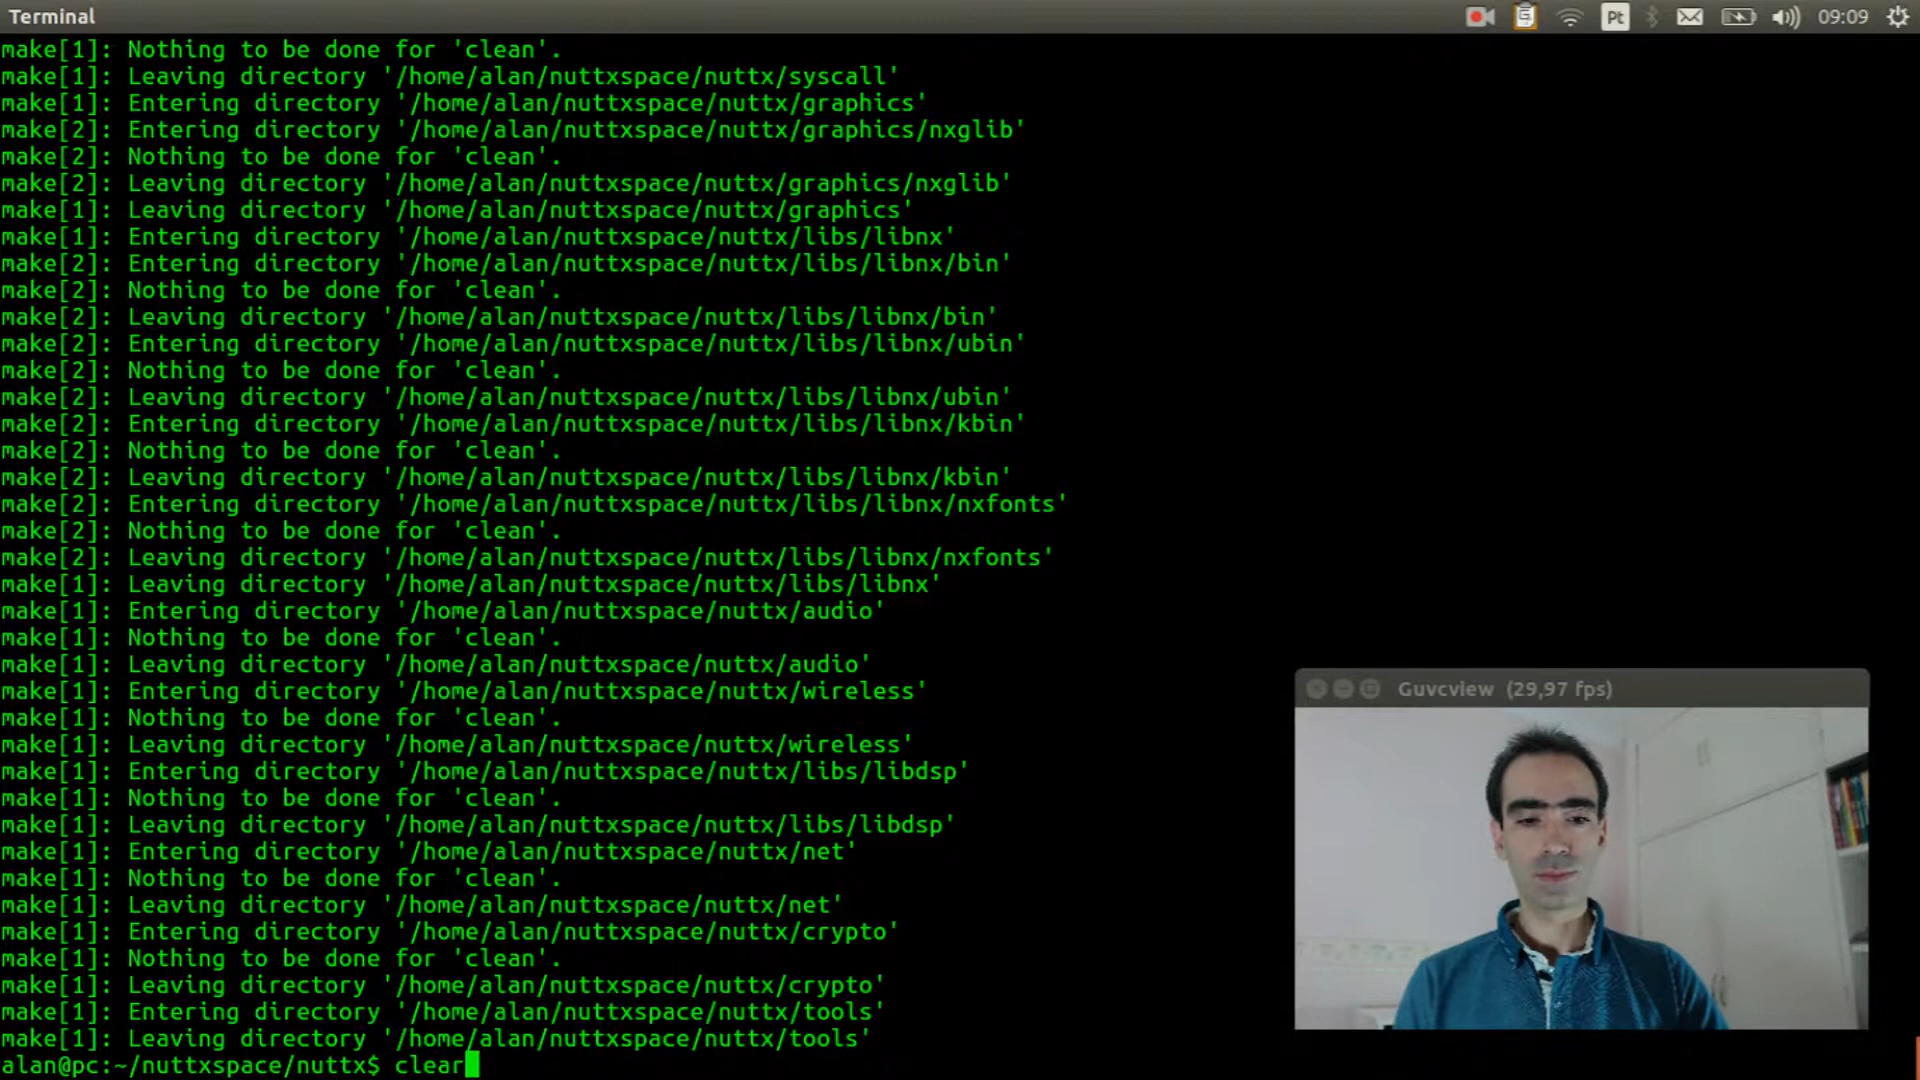 Terminal
Pt
09:09
make[1]: Nothing to be done for 'clean'.
make[1]: Leaving directory '/home/alan/nuttxspace/nuttx/syscall'
make[1]: Entering directory '/home/alan/nuttxspace/nuttx/graphics'
make[2]: Entering directory '/home/alan/nuttxspace/nuttx/graphics/nxglib'
make[2]: Nothing to be done for 'clean'.
make[2]: Leaving directory '/home/alan/nuttxspace/nuttx/graphics/nxglib'
make[1]: Leaving directory '/home/alan/nuttxspace/nuttx/graphics'
make[1]: Entering directory '/home/alan/nuttxspace/nuttx/libs/libnx'
make[2]: Entering directory '/home/alan/nuttxspace/nuttx/libs/libnx/bin'
make[2]: Nothing to be done for 'clean'.
make[2]: Leaving directory '/home/alan/nuttxspace/nuttx/libs/libnx/bin'
make[2]: Entering directory '/home/alan/nuttxspace/nuttx/libs/libnx/ubin'
make[2]: Nothing to be done for 'clean'.
make[2]: Leaving directory '/home/alan/nuttxspace/nuttx/libs/libnx/ubin'
make[2]: Entering directory '/home/alan/nuttxspace/nuttx/libs/libnx/kbin'
make[2]: Nothing to be done for 'clean'.
make[2]: Leaving directory '/home/alan/nuttxspace/nuttx/libs/libnx/kbin'
make[2]: Entering directory '/home/alan/nuttxspace/nuttx/libs/libnx/nxfonts'
make[2]: Nothing to be done for 'clean'.
make[2]: Leaving directory '/home/alan/nuttxspace/nuttx/libs/libnx/nxfonts'
make[1]: Leaving directory '/home/alan/nuttxspace/nuttx/libs/libnx'
make[1]: Entering directory '/home/alan/nuttxspace/nuttx/audio'
make[1]: Nothing to be done for 'clean'.
make[1]: Leaving directory '/home/alan/nuttxspace/nuttx/audio'
make[1]: Entering directory '/home/alan/nuttxspace/nuttx/wireless'
make[1]: Nothing to be done for 'clean'.
make[1]: Leaving directory '/home/alan/nuttxspace/nuttx/wireless'
make[1]: Entering directory '/home/alan/nuttxspace/nuttx/libs/libdsp'
make[1]: Nothing to be done for 'clean'.
make[1]: Leaving directory '/home/alan/nuttxspace/nuttx/libs/libdsp'
make[1]: Entering directory '/home/alan/nuttxspace/nuttx/net'
make[1]: Nothing to be done for 'clean'.
make[1]: Leaving directory '/home/alan/nuttxspace/nuttx/net'
make[1]: Entering directory '/home/alan/nuttxspace/nuttx/crypto'
make[1]: Nothing to be done for 'clean'.
make[1]: Leaving directory '/home/alan/nuttxspace/nuttx/crypto'
make[1]: Entering directory '/home/alan/nuttxspace/nuttx/tools'
make[1]: Leaving directory '/home/alan/nuttxspace/nuttx/tools'
alan@pc:~/nuttxspace/nuttx$ clear
Guvcview (29,97 fps)